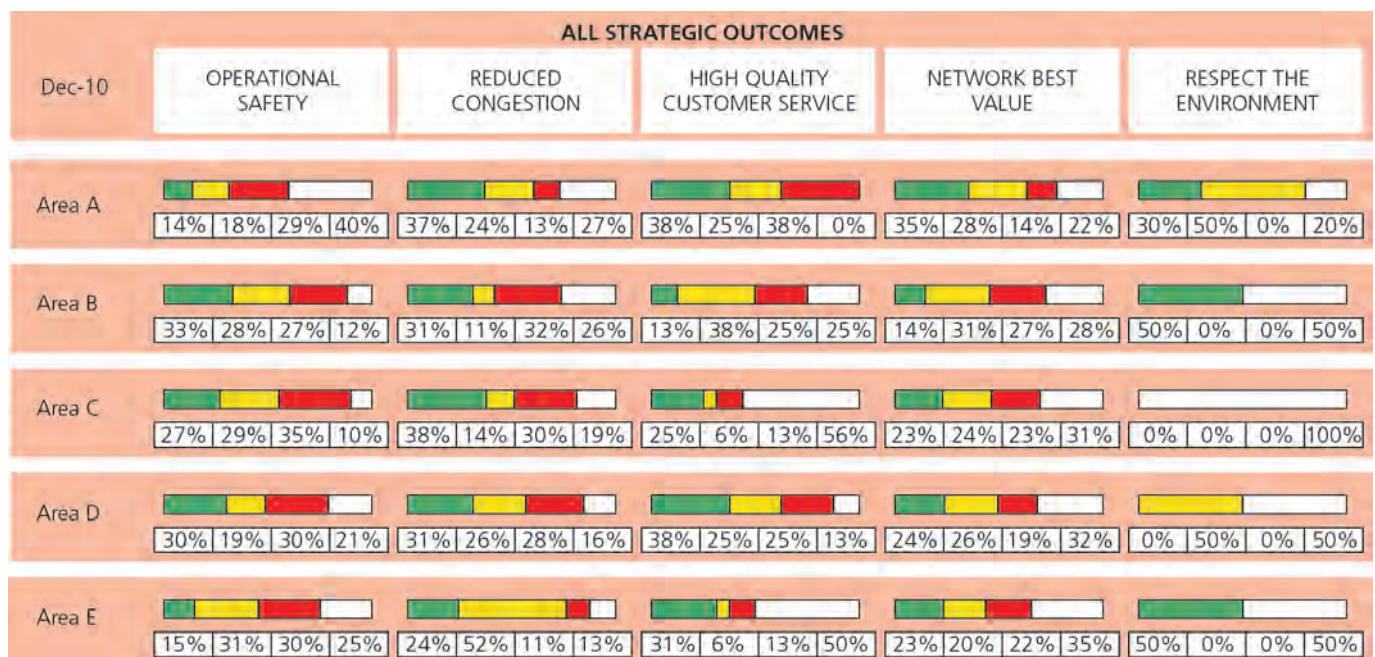 ALL STRATEGIC OUTCOMES
Dec-10
OPERATIONAL
SAFETY
REDUCED
CONGESTION
HIGH QUALITY
CUSTOMER SERVICE
NETWORK BEST
VALUE
RESPECT THE
ENVIRONMENT
Area A
14% 18% 29% 40% 37% 24% 13% 27% 38% 25% 38% 0% 35% 28% 14% 22% 30% 50% 0% 20%
Area B
33% 28% 27% 12% 31% 11% 32% 26% 13% 38% 25% 25% 14% 31% 27% 28% 50% 0% 0% 50%
Area C
27% 29% 35% 10% 38% 14% 30% 19% 25% 6% 13% 56% 23% 24% 23% 31% 0% 0% 0% 100%
Area D
30% 19% 30% 21% 31% 26% 28% 16% 38% 25% 25% 13% 24% 26% 19% 32% 0% 50% 0% 50%
Area E
15% 31% 30% 25% 24% 52% 11% 13% 31% 6% 13% 50% 23% 20% 22% 35% 50% 0% 0% 50%